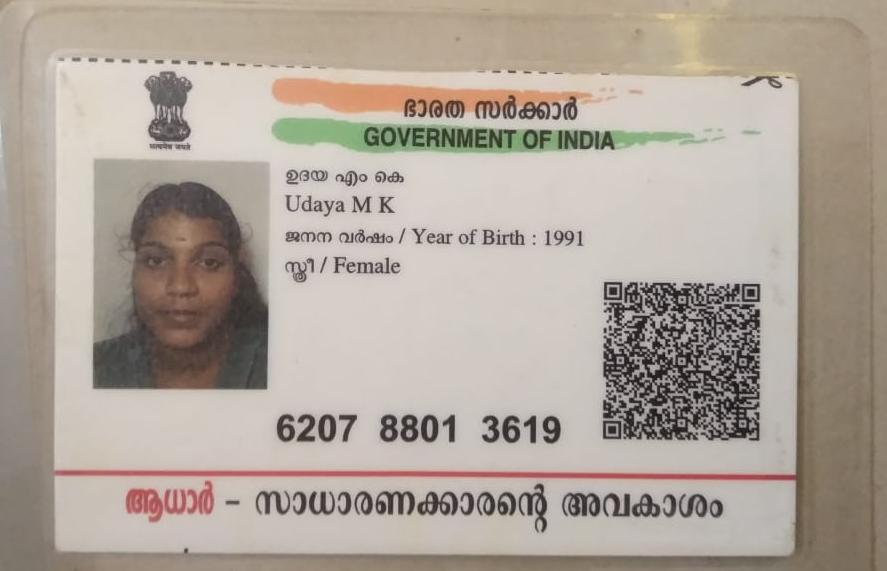 सत्यमेव जयते
ഭാരത സർക്കാർ
GOVERNMENT OF INDIA
ഉദയ എം കെ
Udaya M K
ജനന വർഷം / Year of Birth : 1991
സ്ത്രീ / Female
6207 8801 3619
ആധാർ – സാധാരണക്കാരന്റെ അവകാശം